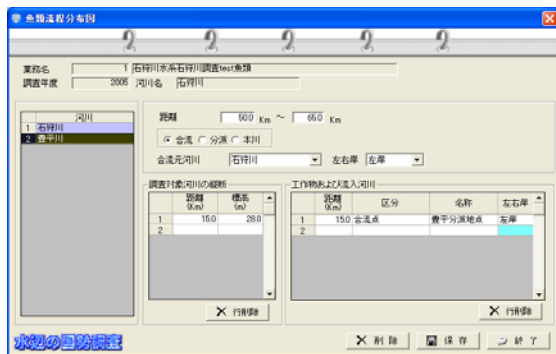 魚類流程分布図
業務名 1 石狩川水系石狩川調査test魚類
調査年度 2005 河川名 石狩川
河川
1 石狩川
2 豊平川
距離 50.0 Km ~ 65.0 Km
合流 分派 本川
合流元河川 石狩川 左右岸 左岸
調査対象河川の縦断
距離(Km) 標高(m)
1 15.0 28.0
2
行削除
工作物および流入河川
距離(Km) 区分 名称 左右岸
1 15.0 合流点 豊平分派地点 左岸
2
行削除
水辺の国勢調査
削除 保存 終了